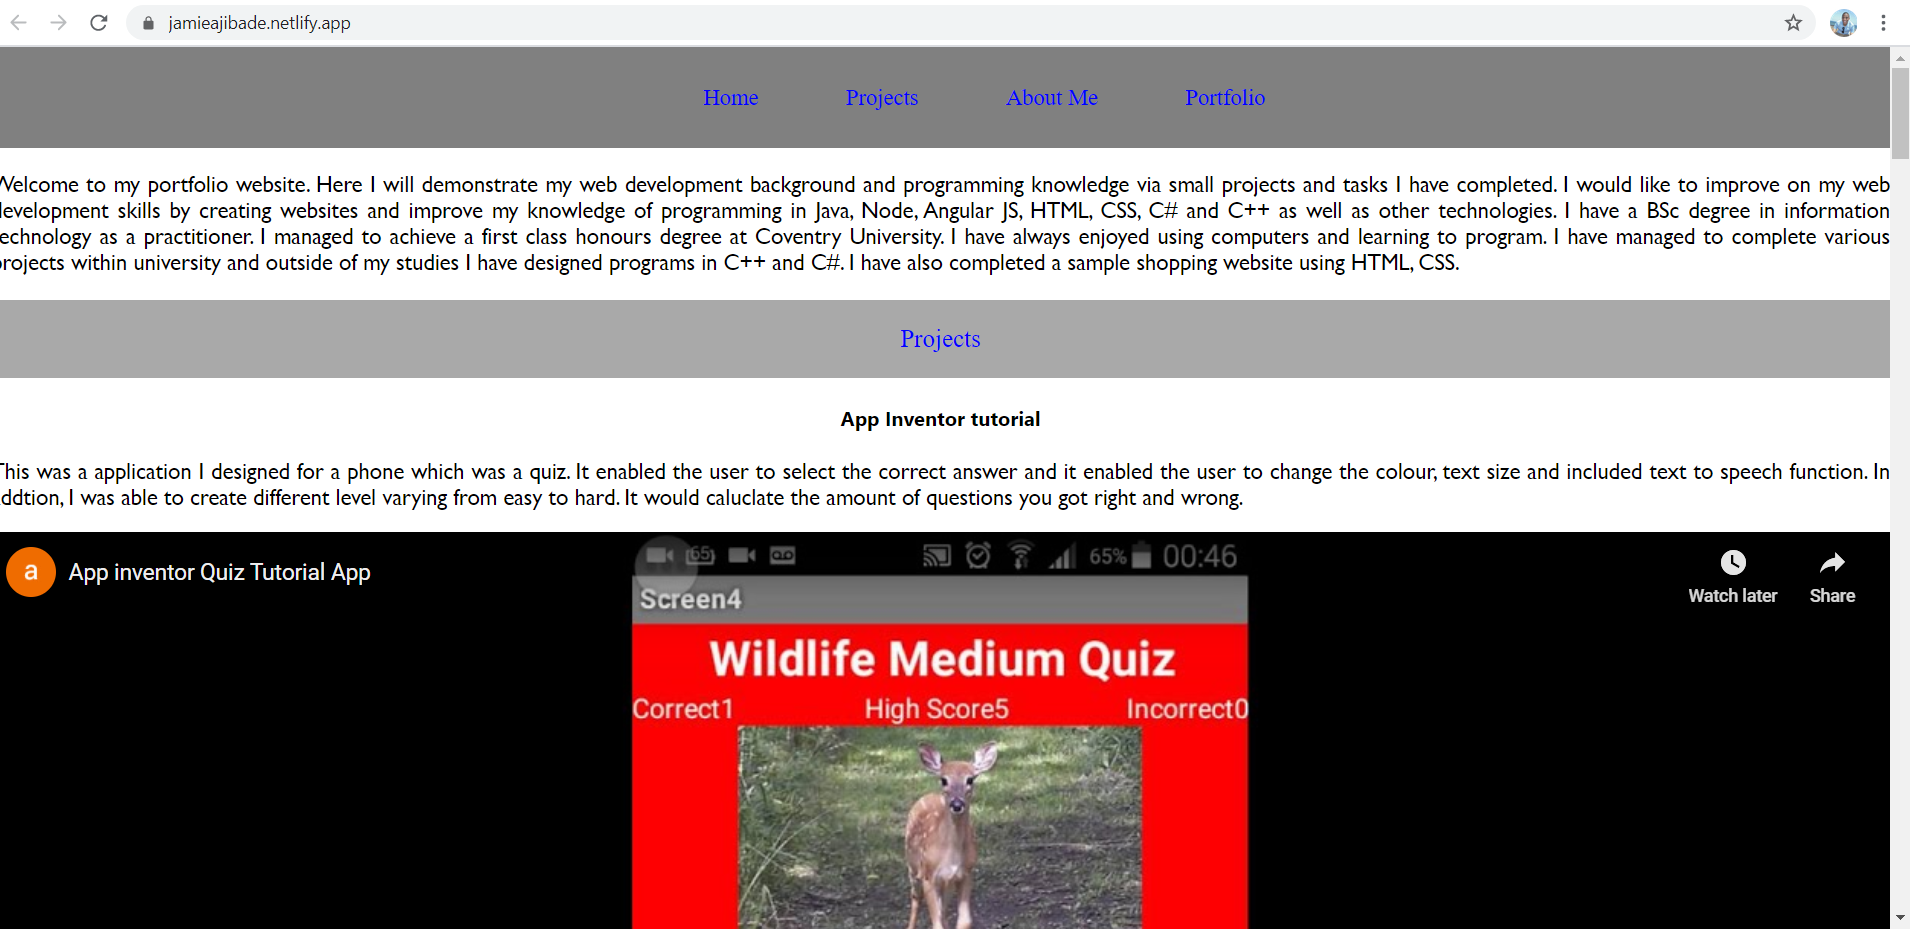 jamieajibade.netlify.app
Home Projects About Me Portfolio
Welcome to my portfolio website. Here I will demonstrate my web development background and programming knowledge via small projects and tasks I have completed. I would like to improve on my web
development skills by creating websites and improve my knowledge of programming in Java, Node, Angular JS, HTML, CSS, C# and C++ as well as other technologies. I have a BSc degree in information
technology as a practitioner. I managed to achieve a first class honours degree at Coventry University. I have always enjoyed using computers and learning to program. I have managed to complete various
projects within university and outside of my studies I have designed programs in C++ and C#. I have also completed a sample shopping website using HTML, CSS.
Projects
App Inventor tutorial
This was a application I designed for a phone which was a quiz. It enabled the user to select the correct answer and it enabled the user to change the colour, text size and included text to speech function. In
addtion, I was able to create different level varying from easy to hard. It would caluclate the amount of questions you got right and wrong.
a App inventor Quiz Tutorial App
65 65% 00:46
Watch later Share
Screen4
Wildlife Medium Quiz
Correct1 High Score5 Incorrect0